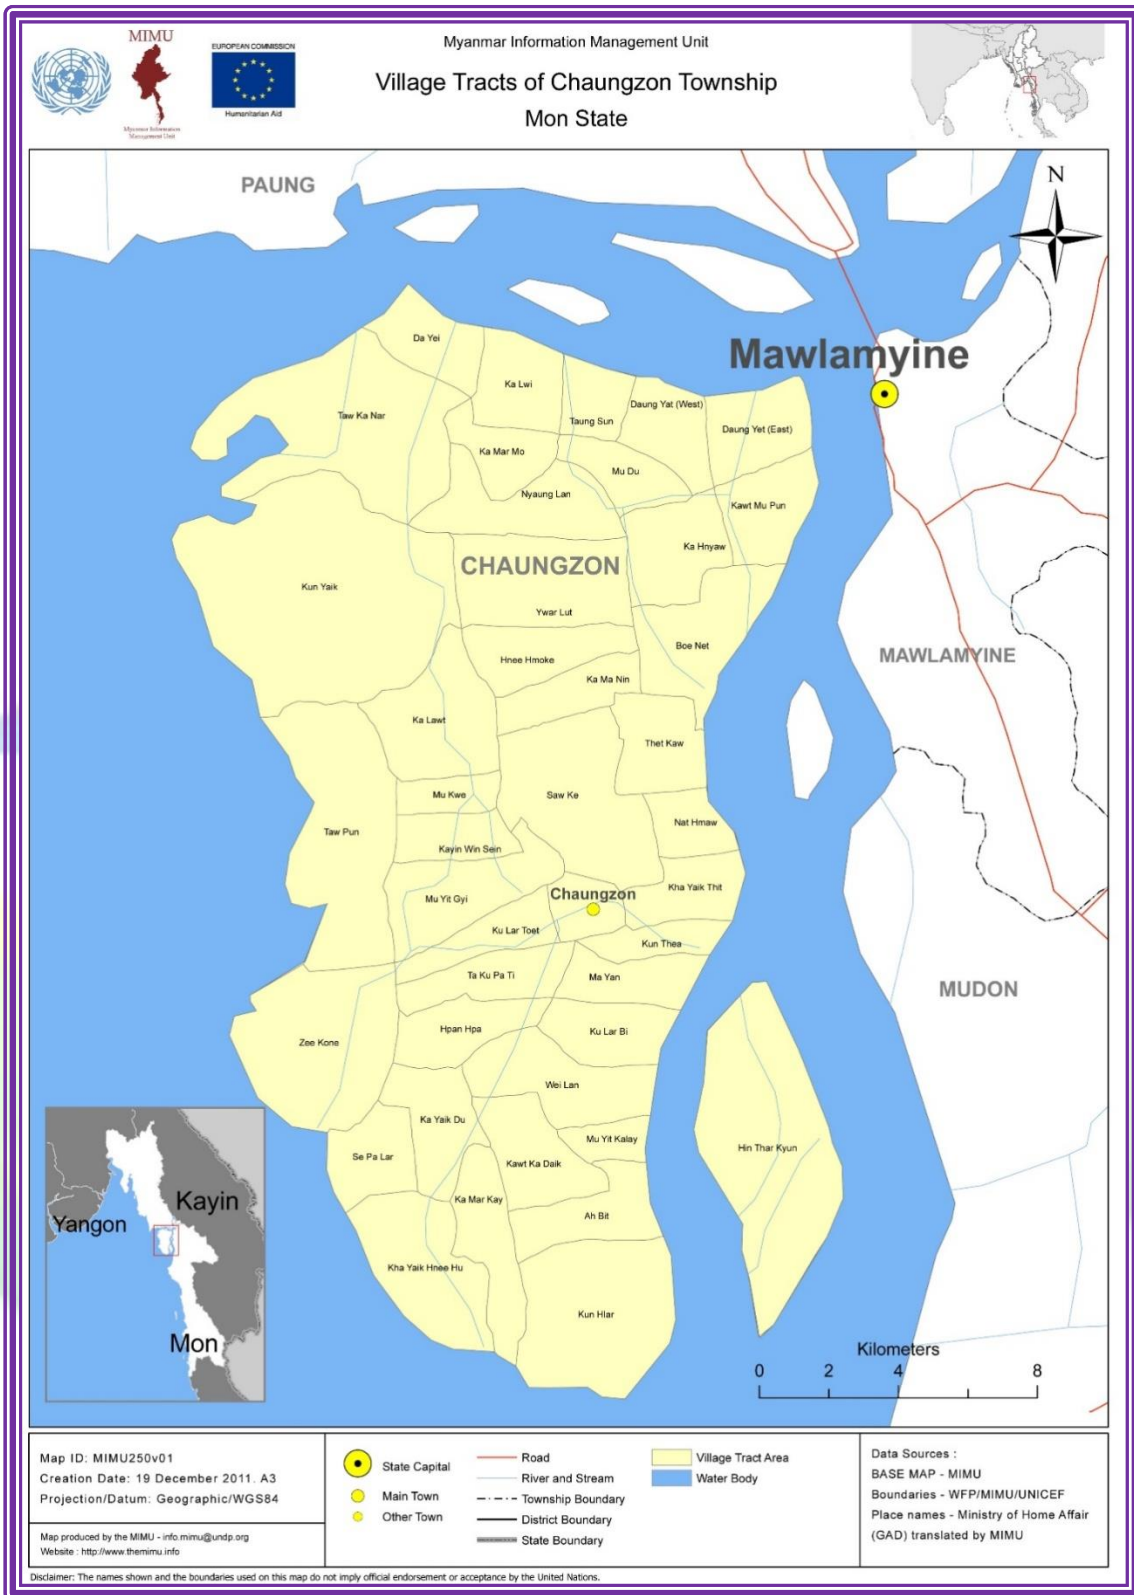 MIMU
Myanmar Information
Management Unit
EUROPEAN COMMISSION
Humanitarian Aid
Myanmar Information Management Unit
Village Tracts of Chaungzon Township
Mon State
PAUNG
N
Mawlamyine
Da Yei
Ka Lwi
Taw Ka Nar
Taung Sun
Daung Yat (West)
Daung Yet (East)
Ka Mar Mo
Mu Du
Nyaung Lan
Kawt Mu Pun
Ka Hnyaw
CHAUNGZON
Kun Yaik
Ywar Lut
Boe Net
MAWLAMYINE
Hnee Hmoke
Ka Ma Nin
Ka Lawt
Thet Kaw
Mu Kwe
Saw Ke
Nat Hmaw
Taw Pun
Kayin Win Sein
Kha Yaik Thit
Chaungzon
Mu Yit Gyi
Ku Lar Toet
Kun Thea
Ta Ku Pa Ti
Ma Yan
MUDON
Hpan Hpa
Ku Lar Bi
Zee Kone
Wei Lan
Ka Yaik Du
Mu Yit Kalay
Hin Thar Kyun
Se Pa Lar
Kawt Ka Daik
Ka Mar Kay
Ah Bit
Kha Yaik Hnee Hu
Kun Hlar
Kayin
Yangon
Mon
Kilometers
0 2 4 8
Map ID: MIMU250v01
Creation Date: 19 December 2011. A3
Projection/Datum: Geographic/WGS84
Map produced by the MIMU - info.mimu@undp.org
Website : http://www.themimu.info
State Capital
Main Town
Other Town
Road
River and Stream
Township Boundary
District Boundary
State Boundary
Village Tract Area
Water Body
Data Sources :
BASE MAP - MIMU
Boundaries - WFP/MIMU/UNICEF
Place names - Ministry of Home Affair
(GAD) translated by MIMU
Disclaimer: The names shown and the boundaries used on this map do not imply official endorsement or acceptance by the United Nations.